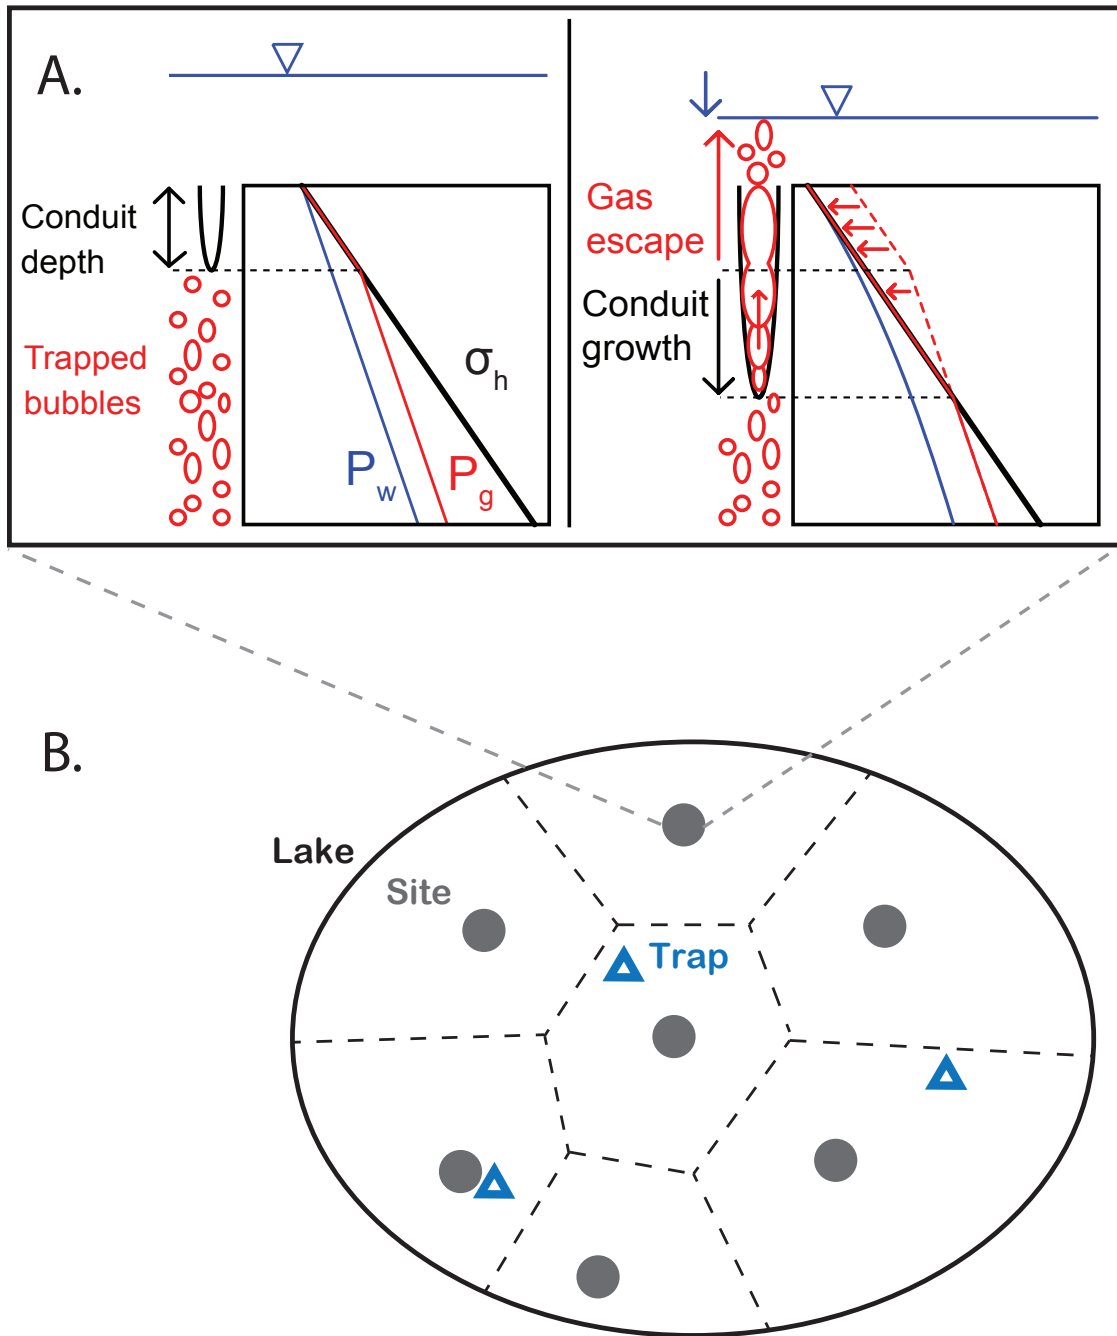 A.
Conduit
depth
Trapped
bubbles
σh
Pw
Pg
Gas
escape
Conduit
growth
B.
Lake
Site
Trap